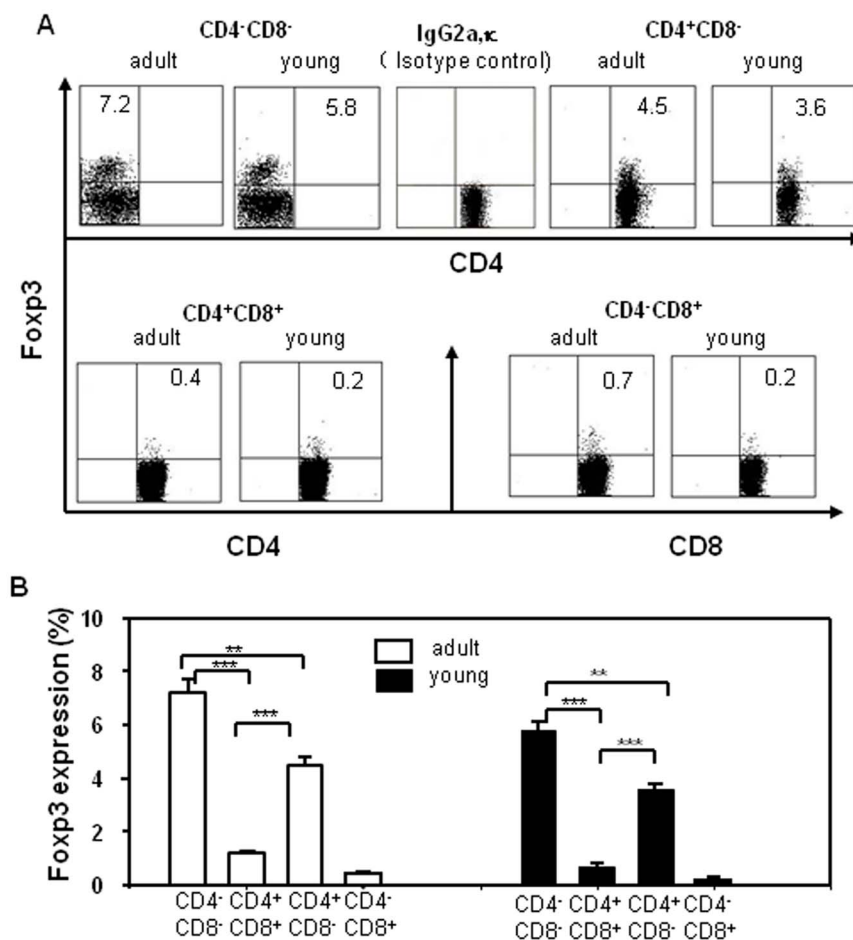 A
CD4⁻CD8⁻
IgG2a,κ
CD4⁺CD8⁻
adult
young
( Isotype control)
adult
young
7.2
5.8
4.5
3.6
Foxp3
CD4
CD4⁺CD8⁺
CD4⁻CD8⁺
adult
young
adult
young
0.4
0.2
0.7
0.2
CD4
CD8
B
Foxp3 expression (%)
10
8
6
4
2
0
adult
young
**
***
***
**
***
***
CD4- CD4+ CD4+ CD4-
CD8- CD8+ CD8- CD8+
CD4- CD4+ CD4+ CD4-
CD8- CD8+ CD8- CD8+